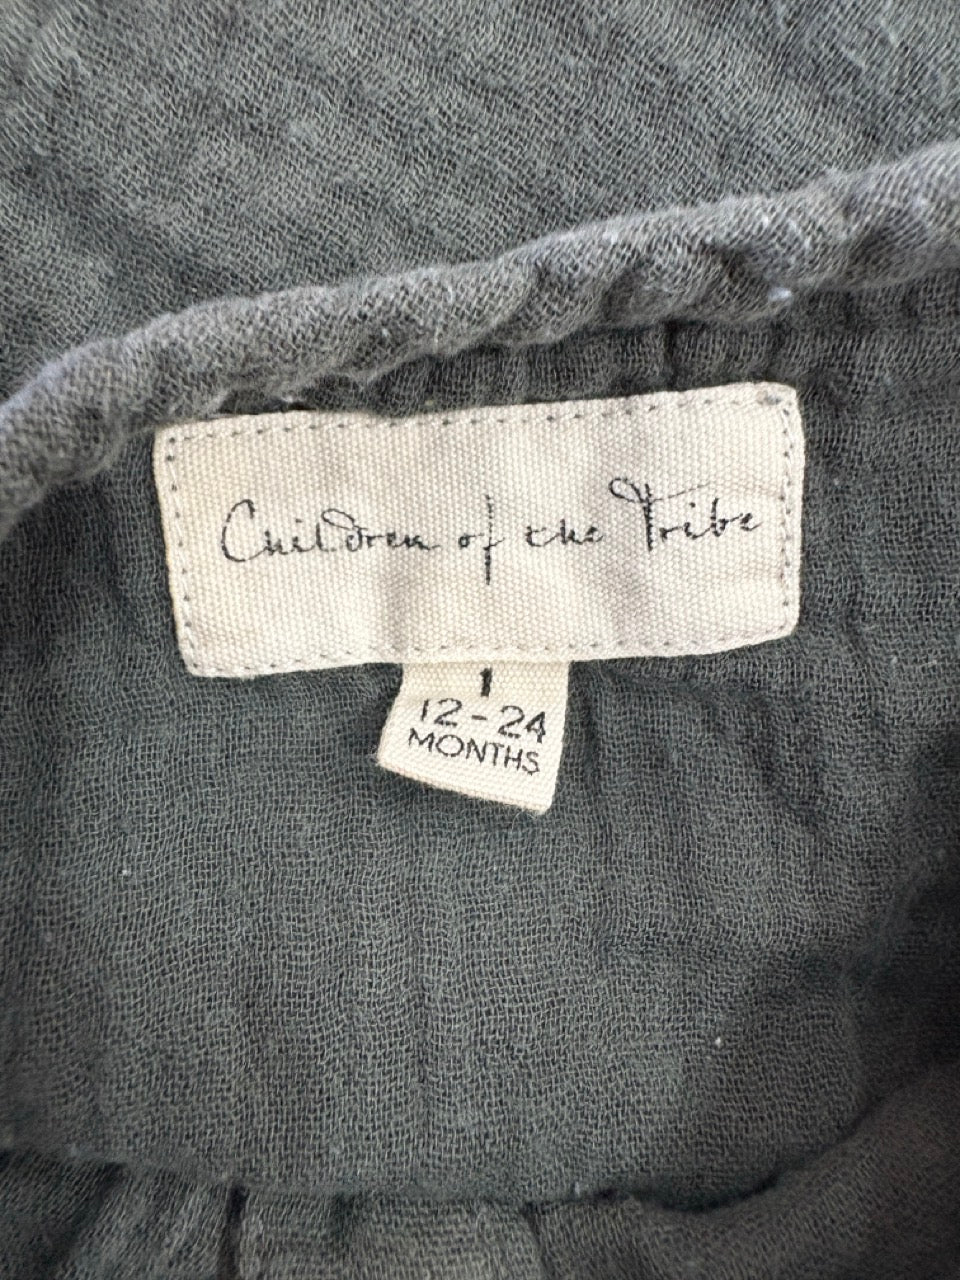 Children of the Tribe
1
12-24
MONTHS